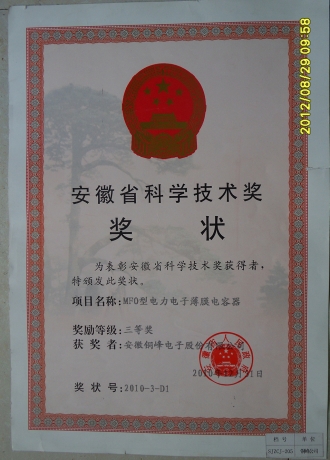 2012/08/29 09:58
安徽省科学技术奖
奖状
为表彰安徽省科学技术奖获得者，
特颁发此奖状。
项目名称：MFO型电力电子薄膜电容器
奖励等级：三等奖
获奖者：安徽铜峰电子股份有限公司
奖状号：2010-3-D1